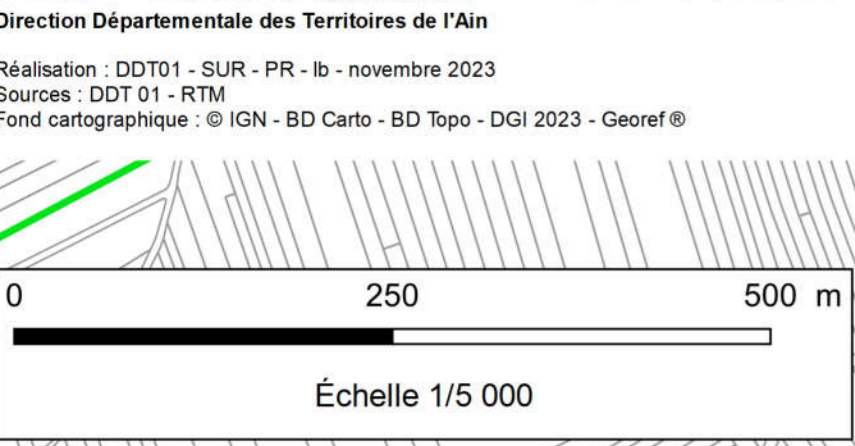 Direction Départementale des Territoires de l'Ain
Réalisation : DDT01 - SUR - PR - lb - novembre 2023
Sources : DDT 01 - RTM
Fond cartographique : © IGN - BD Carto - BD Topo - DGI 2023 - Georef ®
0 250 500 m
Échelle 1/5 000